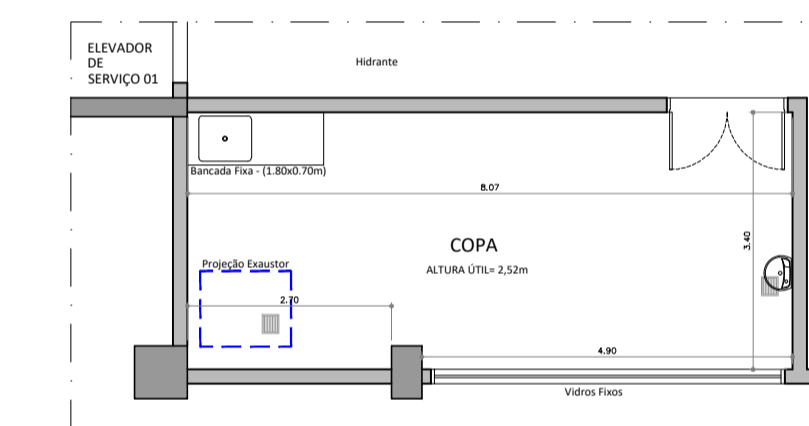 ELEVADOR
DE
SERVIÇO 01
Hidrante
Bancada Fixa - (1.80x0.70m)
8.07
COPA
ALTURA ÚTIL= 2,52m
3.40
Projeção Exaustor
2.70
4.90
Vidros Fixos